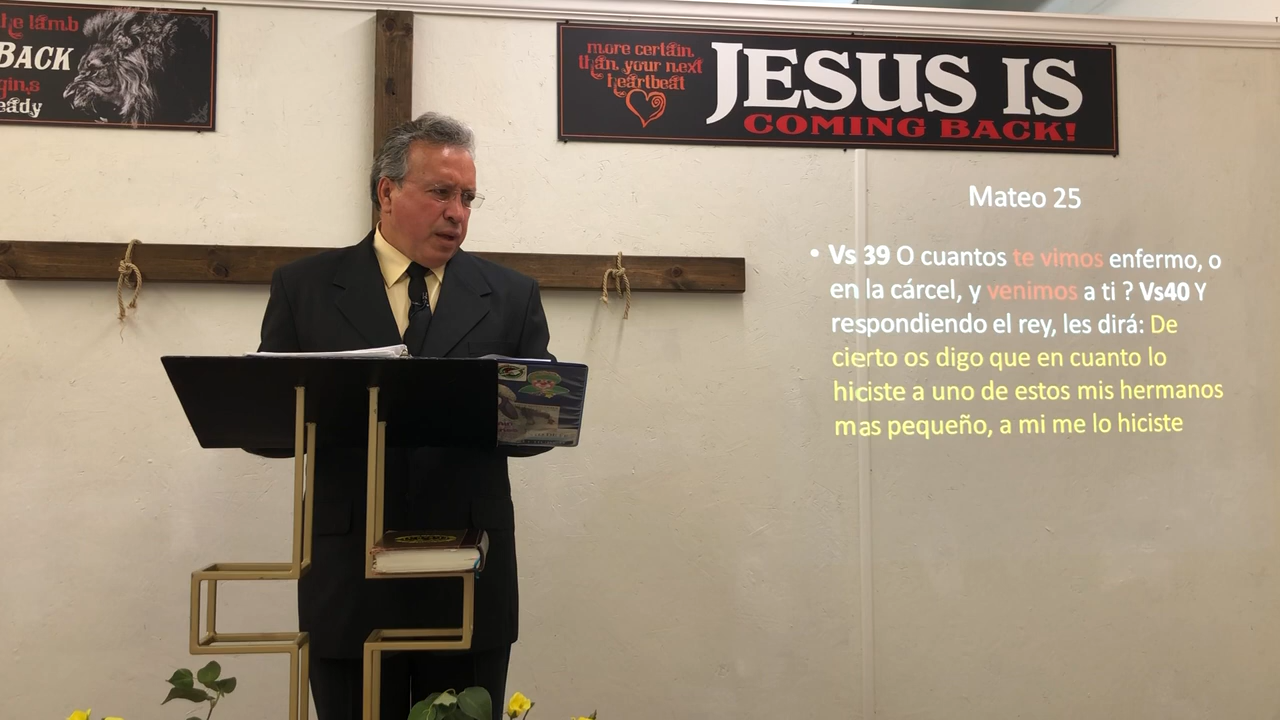 he lamb
BACK
gins
eady
more certain
than your next
heartbeat
JESUS IS
COMING BACK!
Mateo 25
• Vs 39 O cuantos te vimos enfermo, o
en la cárcel, y venimos a ti ? Vs40 Y
respondiendo el rey, les dirá: De
cierto os digo que en cuanto lo
hiciste a uno de estos mis hermanos
mas pequeño, a mi me lo hiciste